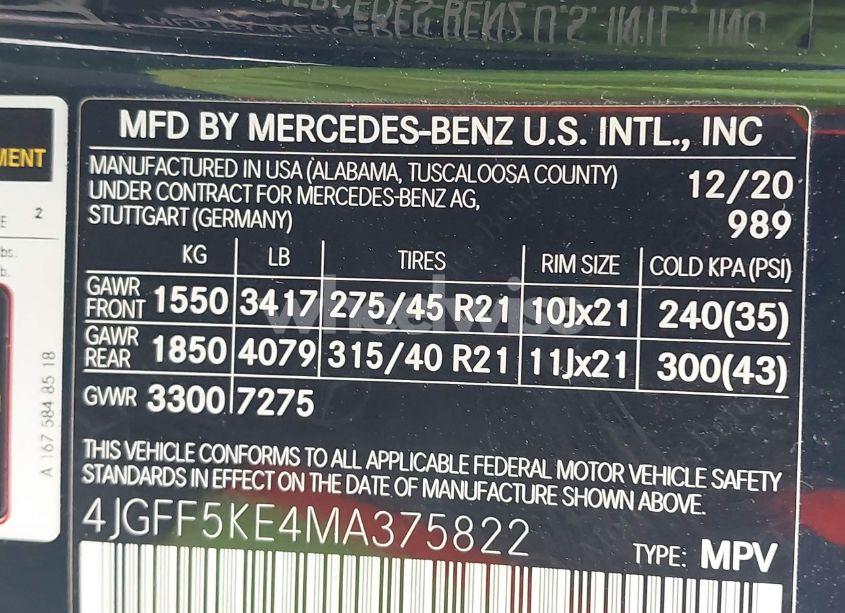 MFD BY MERCEDES-BENZ U.S. INTL., INC
MANUFACTURED IN USA (ALABAMA, TUSCALOOSA COUNTY)
UNDER CONTRACT FOR MERCEDES-BENZ AG,
STUTTGART (GERMANY)
12/20
989
KG LB TIRES RIM SIZE COLD KPA (PSI)
GAWR FRONT 1550 3417 275/45 R21 10Jx21 240(35)
GAWR REAR 1850 4079 315/40 R21 11Jx21 300(43)
GVWR 3300 7275
THIS VEHICLE CONFORMS TO ALL APPLICABLE FEDERAL MOTOR VEHICLE SAFETY
STANDARDS IN EFFECT ON THE DATE OF MANUFACTURE SHOWN ABOVE.
4JGFF5KE4MA375822
TYPE: MPV
A 167 584 85 18
2
wheelwise